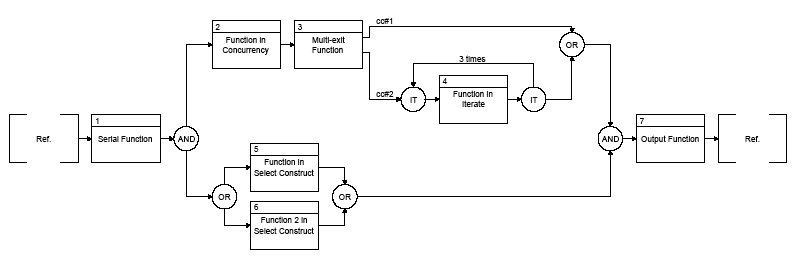 Ref.
1
Serial Function
AND
2
Function in
Concurrency
3
Multi-exit
Function
cc#1
cc#2
IT
3 times
4
Function in
Iterate
IT
OR
OR
5
Function in
Select Construct
6
Function 2 in
Select Construct
OR
AND
7
Output Function
Ref.